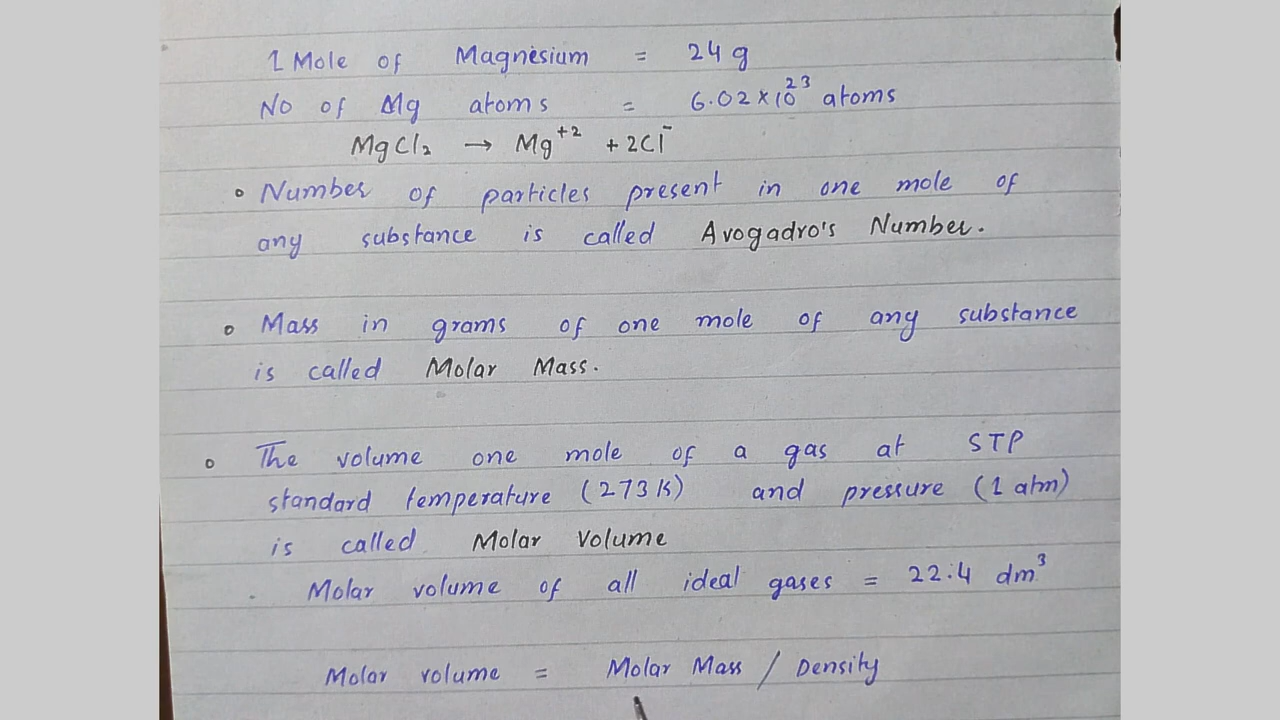 1 Mole of Magnesium = 24 g
No of Mg atoms = 6.02 x 10²³ atoms
MgCl₂ → Mg⁺² + 2Cl⁻
• Number of particles present in one mole of
any substance is called Avogadro's Number.
• Mass in grams of one mole of any substance
is called Molar Mass.
• The volume one mole of a gas at STP
standard temperature (273 K) and pressure (1 atm)
is called Molar Volume
Molar volume of all ideal gases = 22.4 dm³
Molar volume = Molar Mass / Density